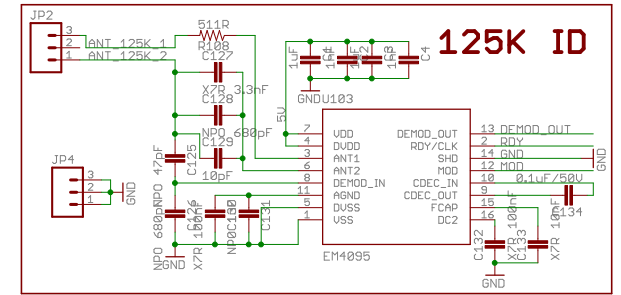 JP2
3
2
1
ANT_125K_1
ANT_125K_2
511R
R108
C127
X7R 3.3nF
C128
NPO 680pF
C129
10pF
1uF
C4
125K ID
GND
U103
5V
7 VDD
DVDD
4
3 ANT1
6 ANT2
8 DEMOD_IN
11 AGND
5 DVSS
1 VSS
DEMOD_OUT 13 DEMOD_OUT
RDY/CLK 2 RDY
SHD 14 GND
MOD 12 MOD
CDEC_IN 10
CDEC_OUT 9
FCAP 15
DC2 16
EM4095
GND
0.1uF/50V
C134
100nF
10nF
C132
X7R
C133
X7R
GND
JP4
3
2
1
GND
47pF
C125
NPO
NPO 680pF
C126
X7R 100nF
C131
GND